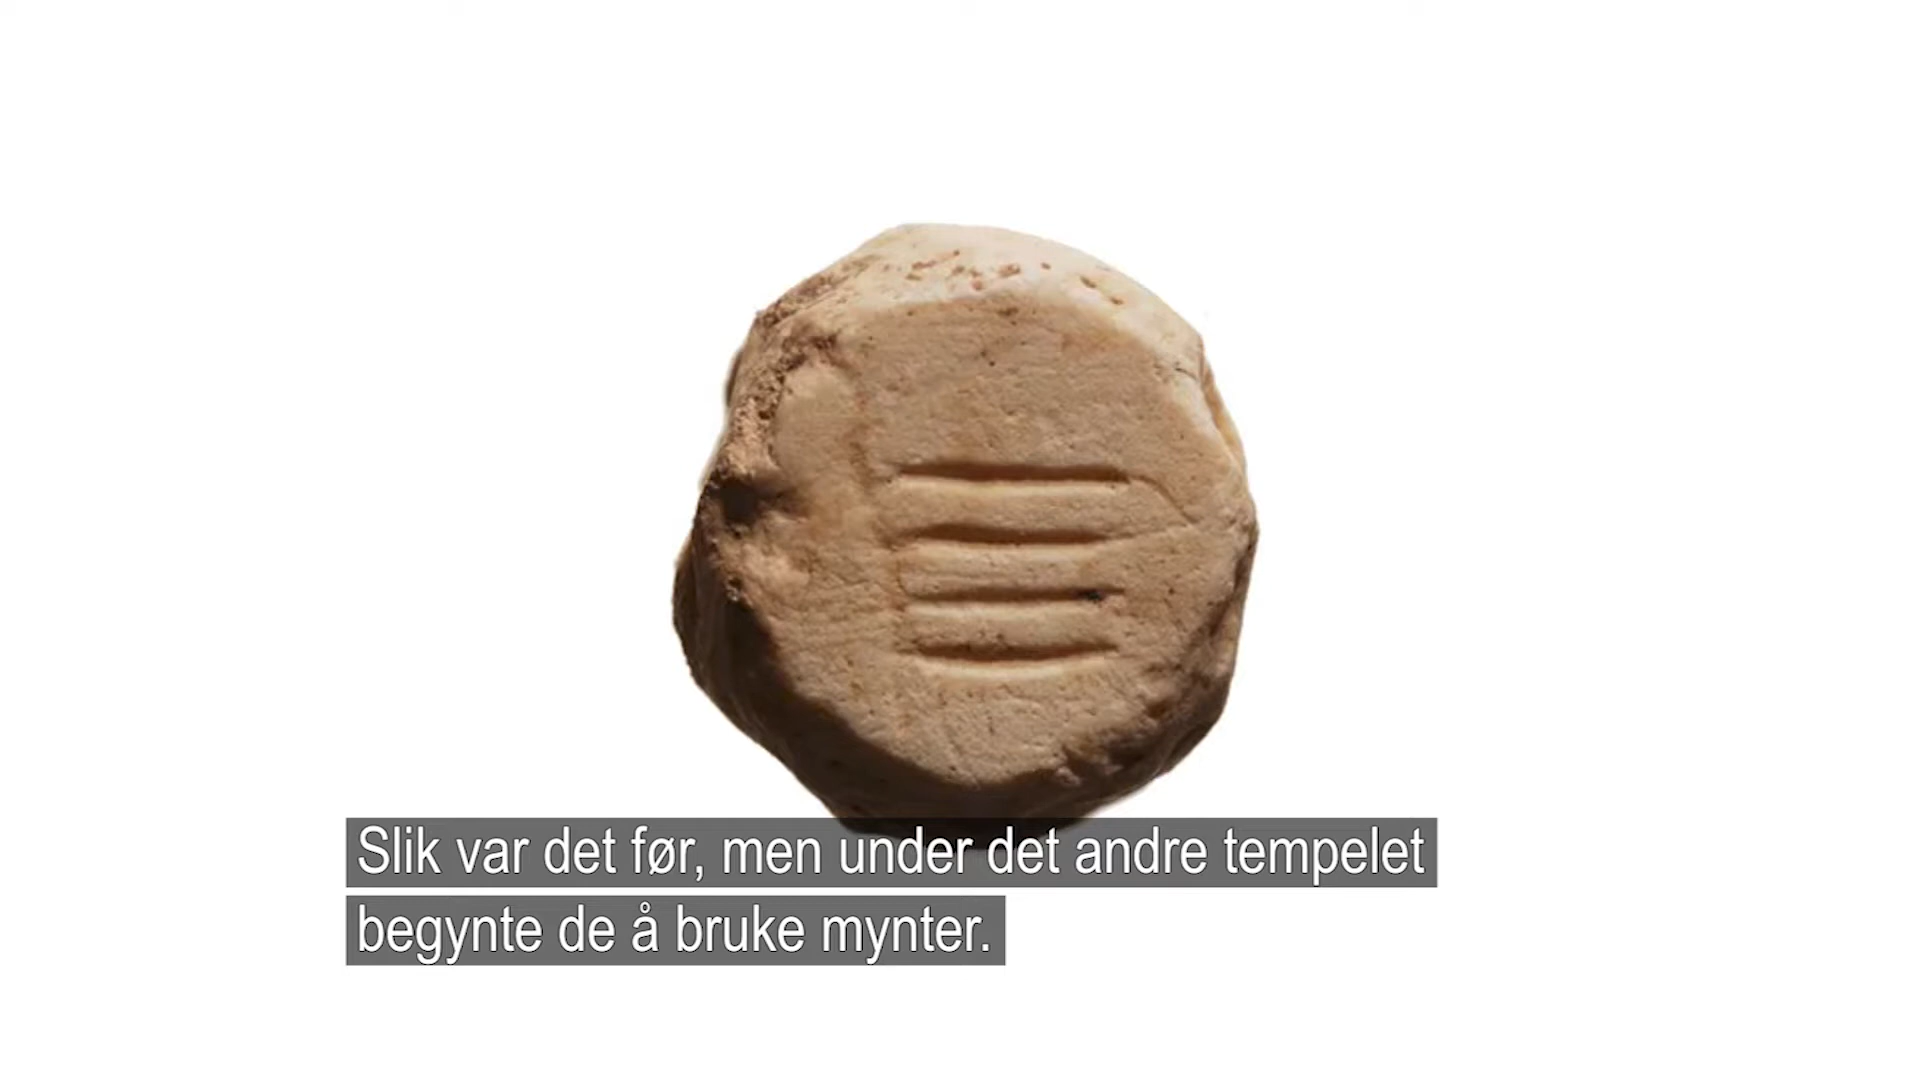 Slik var det før, men under det andre tempelet
begynte de å bruke mynter.